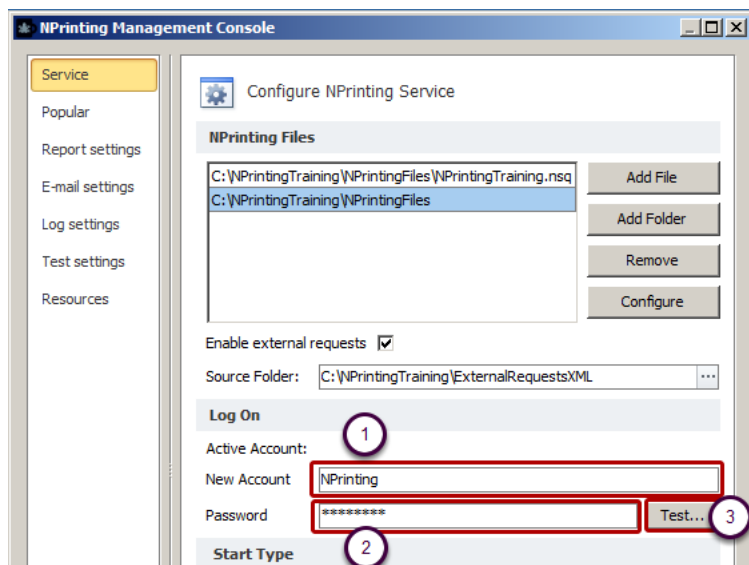 NPrinting Management Console
Service
Popular
Report settings
E-mail settings
Log settings
Test settings
Resources
Configure NPrinting Service
NPrinting Files
C:\NPrintingTraining\NPrintingFiles\NPrintingTraining.nsq
C:\NPrintingTraining\NPrintingFiles
Add File
Add Folder
Remove
Configure
Enable external requests
Source Folder: C:\NPrintingTraining\ExternalRequestsXML ...
Log On
1
Active Account:
New Account NPrinting
Password ******** Test... 3
2
Start Type